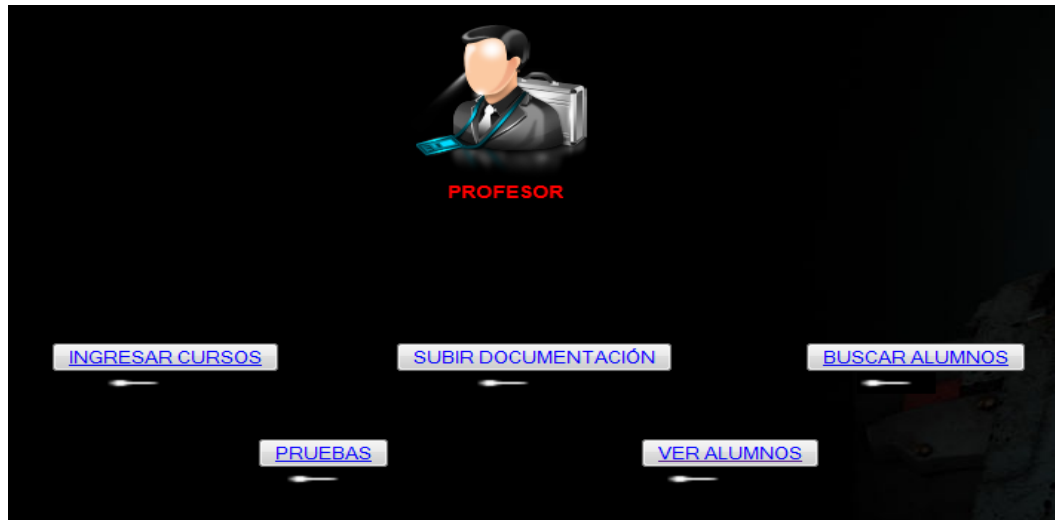 PROFESOR
INGRESAR CURSOS
SUBIR DOCUMENTACIÓN
BUSCAR ALUMNOS
PRUEBAS
VER ALUMNOS